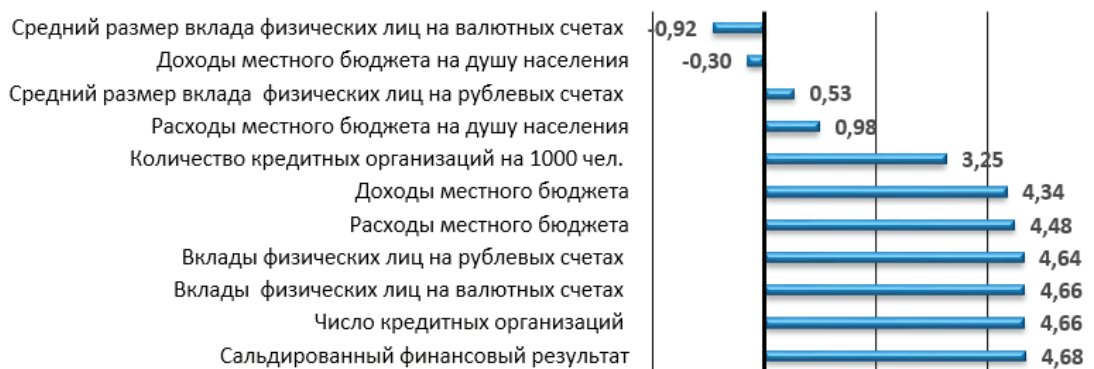 Средний размер вклада физических лиц на валютных счетах -0,92
Доходы местного бюджета на душу населения -0,30
Средний размер вклада физических лиц на рублевых счетах 0,53
Расходы местного бюджета на душу населения 0,98
Количество кредитных организаций на 1000 чел. 3,25
Доходы местного бюджета 4,34
Расходы местного бюджета 4,48
Вклады физических лиц на рублевых счетах 4,64
Вклады физических лиц на валютных счетах 4,66
Число кредитных организаций 4,66
Сальдированный финансовый результат 4,68